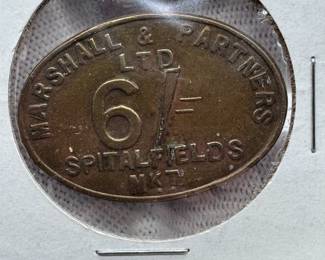 MARSHALL & PARTNERS
LTD
6/-
SPITALFIELDS
MKT